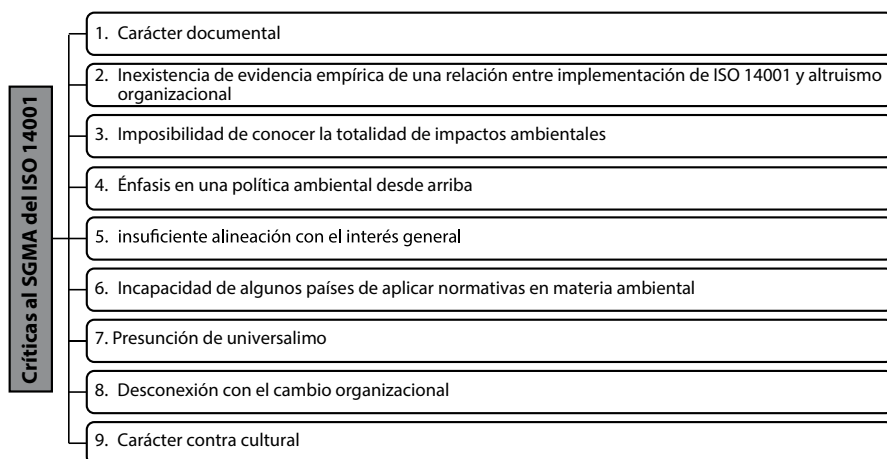 Críticas al SGMA del ISO 14001
1. Carácter documental
2. Inexistencia de evidencia empírica de una relación entre implementación de ISO 14001 y altruismo
organizacional
3. Imposibilidad de conocer la totalidad de impactos ambientales
4. Énfasis en una política ambiental desde arriba
5. insuficiente alineación con el interés general
6. Incapacidad de algunos países de aplicar normativas en materia ambiental
7. Presunción de universalimo
8. Desconexión con el cambio organizacional
9. Carácter contra cultural